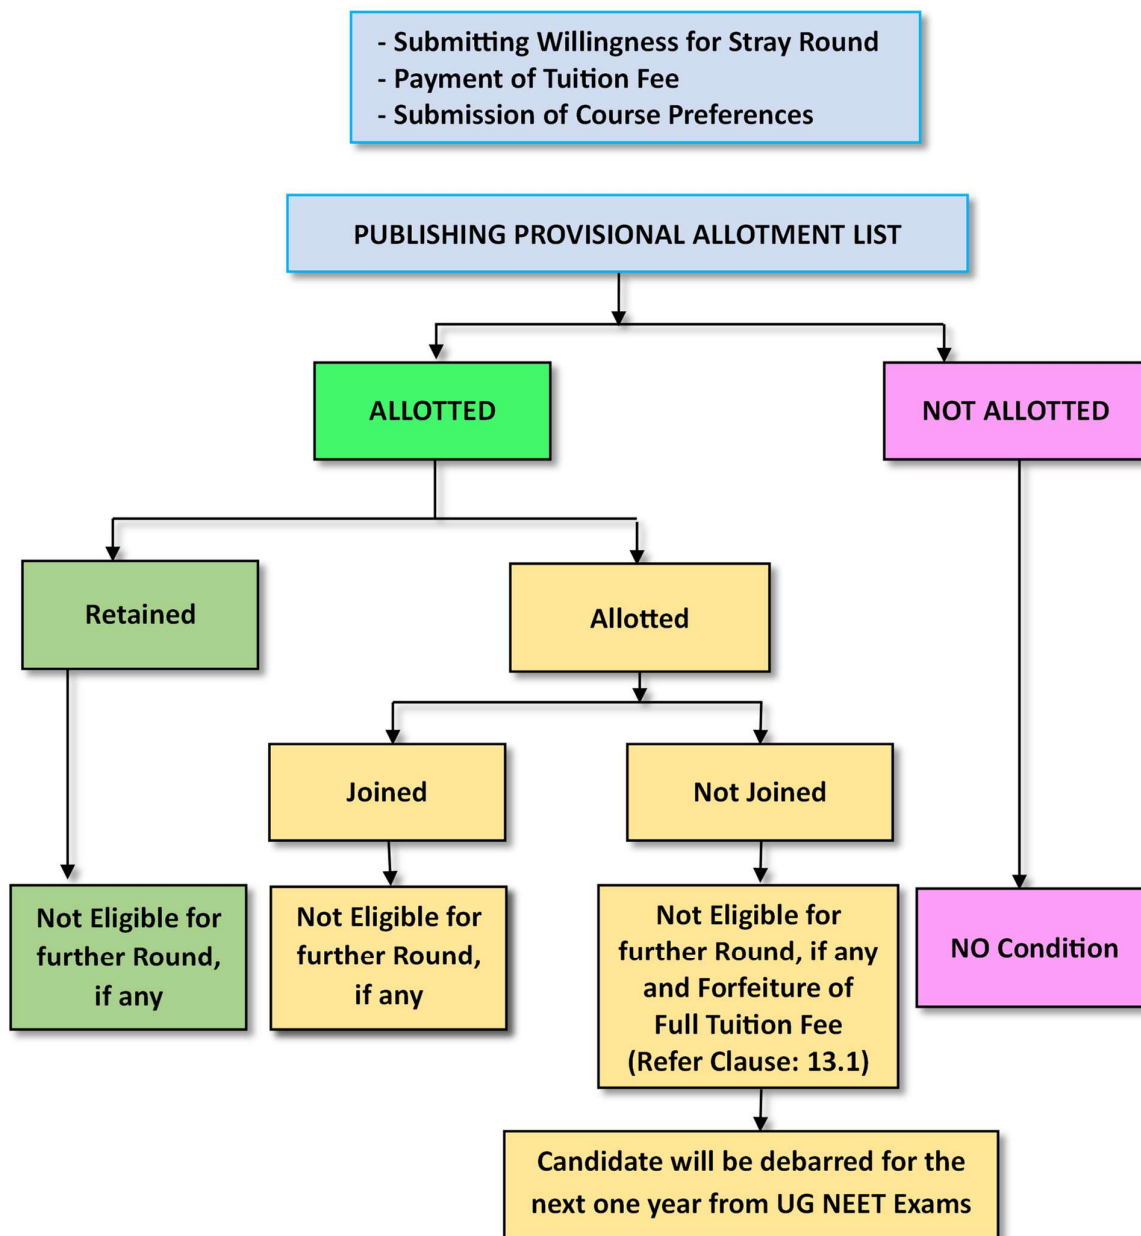 - Submitting Willingness for Stray Round
- Payment of Tuition Fee
- Submission of Course Preferences
PUBLISHING PROVISIONAL ALLOTMENT LIST
ALLOTTED
NOT ALLOTTED
Retained
Allotted
Joined
Not Joined
Not Eligible for
further Round,
if any
Not Eligible for
further Round,
if any
Not Eligible for
further Round, if any
and Forfeiture of
Full Tuition Fee
(Refer Clause: 13.1)
NO Condition
Candidate will be debarred for the
next one year from UG NEET Exams